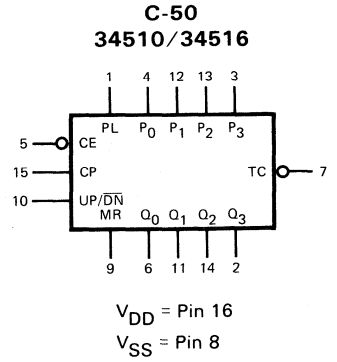 C-50
34510/34516
1 4 12 13 3
PL P0 P1 P2 P3
5 CE
15 CP TC 7
10 UP/D̅N̅
MR Q0 Q1 Q2 Q3
9 6 11 14 2
VDD = Pin 16
VSS = Pin 8